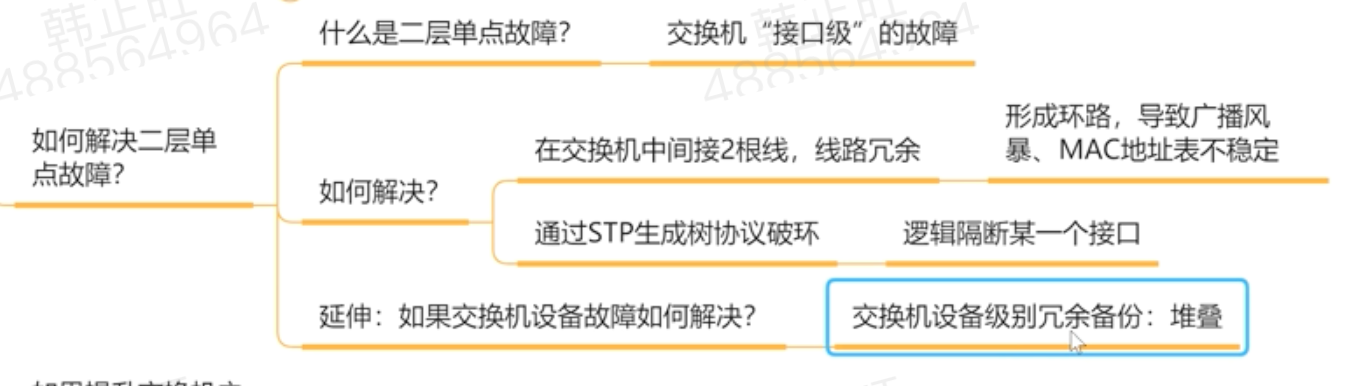 什么是二层单点故障？
交换机“接口级”的故障
如何解决二层单
点故障？
如何解决？
在交换机中间接2根线，线路冗余
形成环路，导致广播风
暴、MAC地址表不稳定
通过STP生成树协议破环
逻辑隔断某一个接口
延伸：如果交换机设备故障如何解决？
交换机设备级别冗余备份：堆叠
韩止旺
488564964
488564964